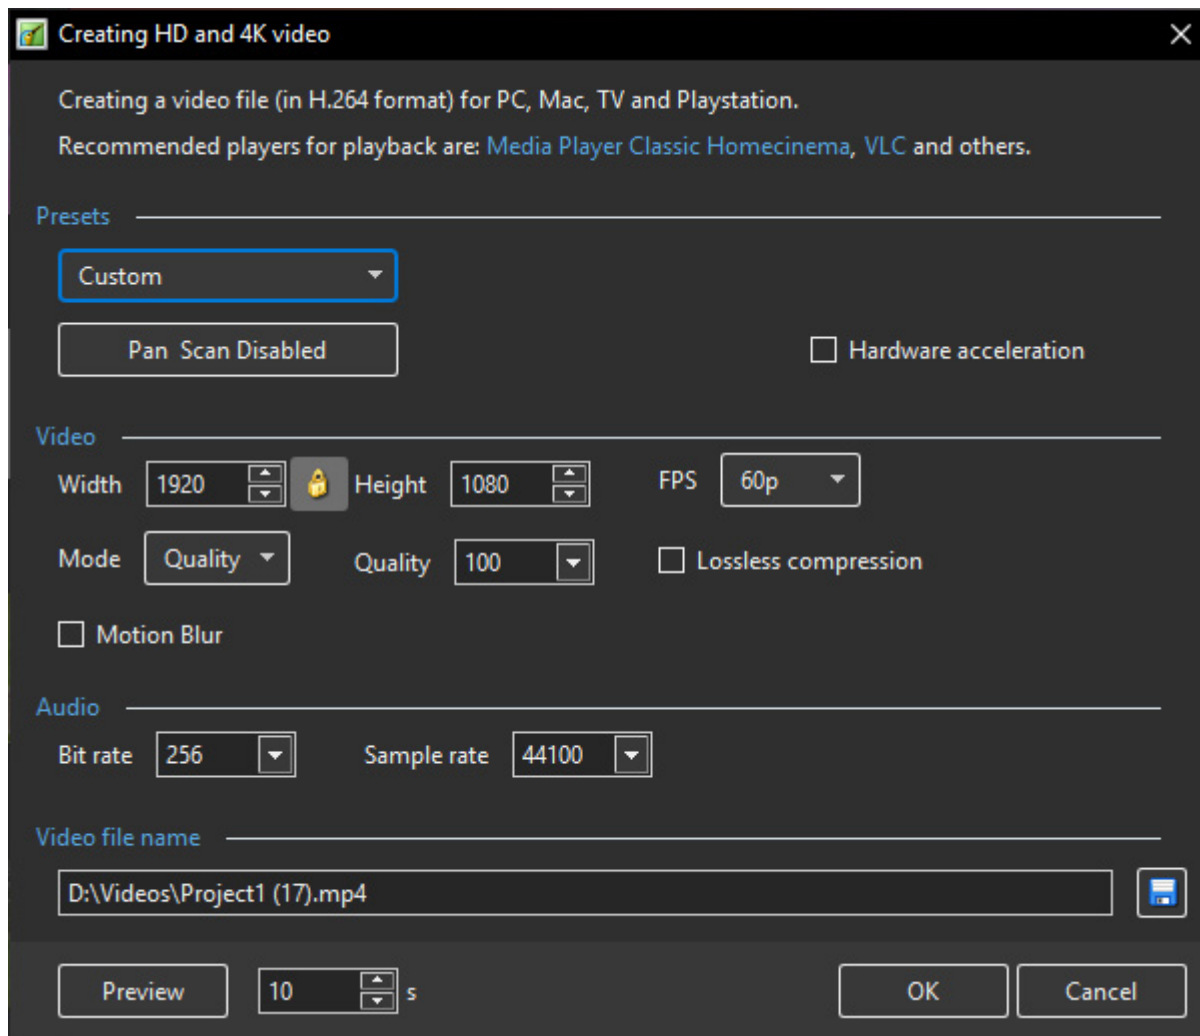 Creating HD and 4K video
Creating a video file (in H.264 format) for PC, Mac, TV and Playstation.
Recommended players for playback are: Media Player Classic Homecinema, VLC and others.
Presets
Custom
Pan Scan Disabled Hardware acceleration
Video
Width 1920 Height 1080 FPS 60p
Mode Quality Quality 100 Lossless compression
Motion Blur
Audio
Bit rate 256 Sample rate 44100
Video file name
D:\Videos\Project1 (17).mp4
Preview 10 s OK Cancel